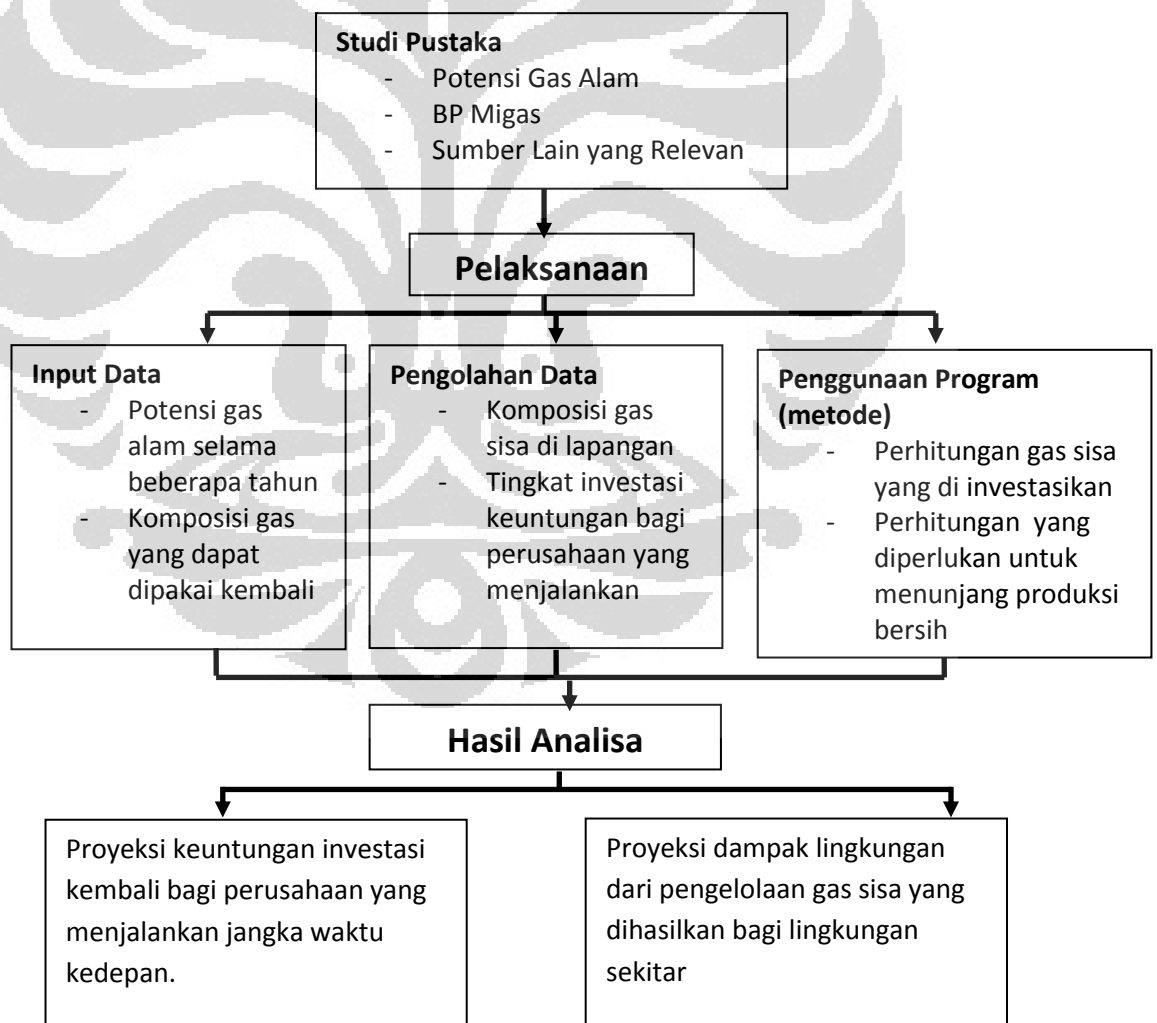 Studi Pustaka
- Potensi Gas Alam
- BP Migas
- Sumber Lain yang Relevan
Pelaksanaan
Input Data
- Potensi gas
alam selama
beberapa tahun
- Komposisi gas
yang dapat
dipakai kembali
Pengolahan Data
- Komposisi gas
sisa di lapangan
- Tingkat investasi
keuntungan bagi
perusahaan yang
menjalankan
Penggunaan Program
(metode)
- Perhitungan gas sisa
yang di investasikan
- Perhitungan yang
diperlukan untuk
menunjang produksi
bersih
Hasil Analisa
Proyeksi keuntungan investasi
kembali bagi perusahaan yang
menjalankan jangka waktu
kedepan.
Proyeksi dampak lingkungan
dari pengelolaan gas sisa yang
dihasilkan bagi lingkungan
sekitar